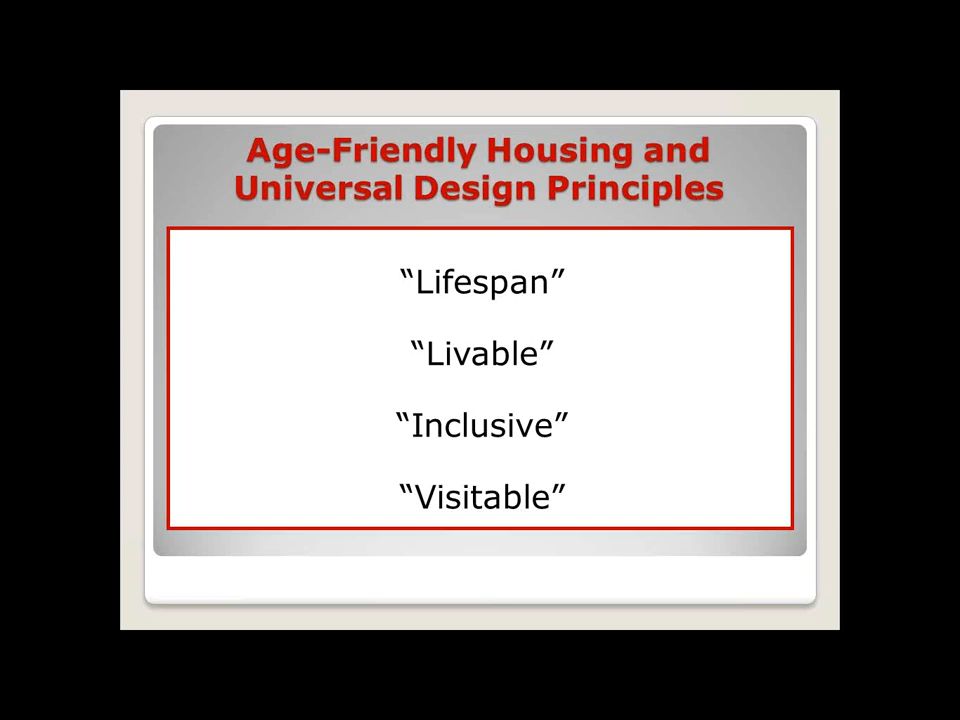 Age-Friendly Housing and
Universal Design Principles
“Lifespan”
“Livable”
“Inclusive”
“Visitable”